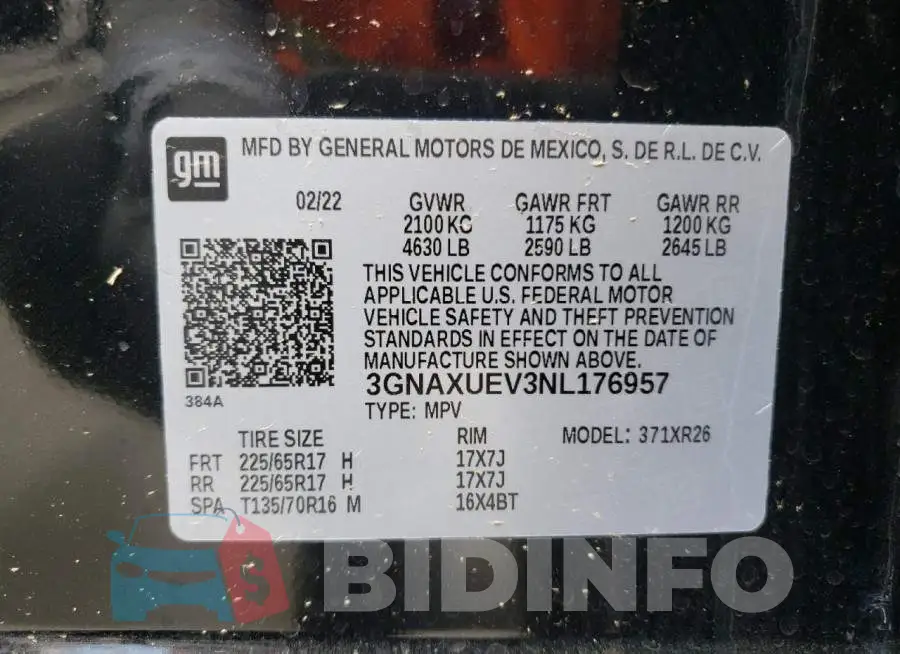 gm
MFD BY GENERAL MOTORS DE MEXICO, S. DE R.L. DE C.V.
02/22 GVWR GAWR FRT GAWR RR
2100 KG 1175 KG 1200 KG
4630 LB 2590 LB 2645 LB
THIS VEHICLE CONFORMS TO ALL
APPLICABLE U.S. FEDERAL MOTOR
VEHICLE SAFETY AND THEFT PREVENTION
STANDARDS IN EFFECT ON THE DATE OF
MANUFACTURE SHOWN ABOVE.
3GNAXUEV3NL176957
384A
TYPE: MPV
TIRE SIZE RIM MODEL: 371XR26
FRT 225/65R17 H 17X7J
RR 225/65R17 H 17X7J
SPA T135/70R16 M 16X4BT
$ BIDINFO